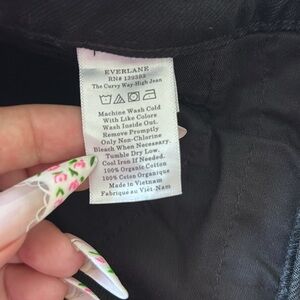 EVERLANE
RN# 139383
The Curvy Way-High Jean
Machine Wash Cold
With Like Colors
Wash Inside Out.
Remove Promptly
Only Non-Chlorine
Bleach When Necessary.
Tumble Dry Low.
Cool Iron If Needed.
100% Organic Cotton
100% Coton Organique
Made in Vietnam
Fabriqué au Viêt-Nam